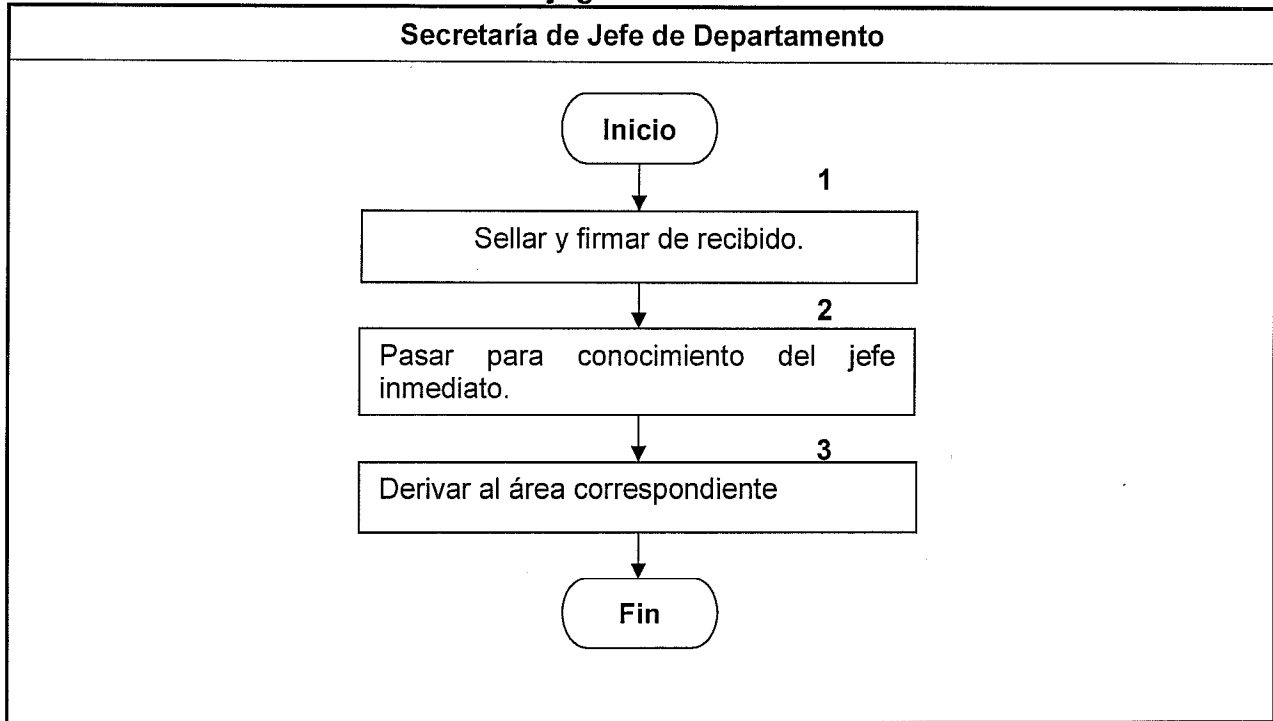 Secretaría de Jefe de Departamento
Inicio
1
Sellar y firmar de recibido.
2
Pasar para conocimiento del jefe
inmediato.
3
Derivar al área correspondiente
Fin